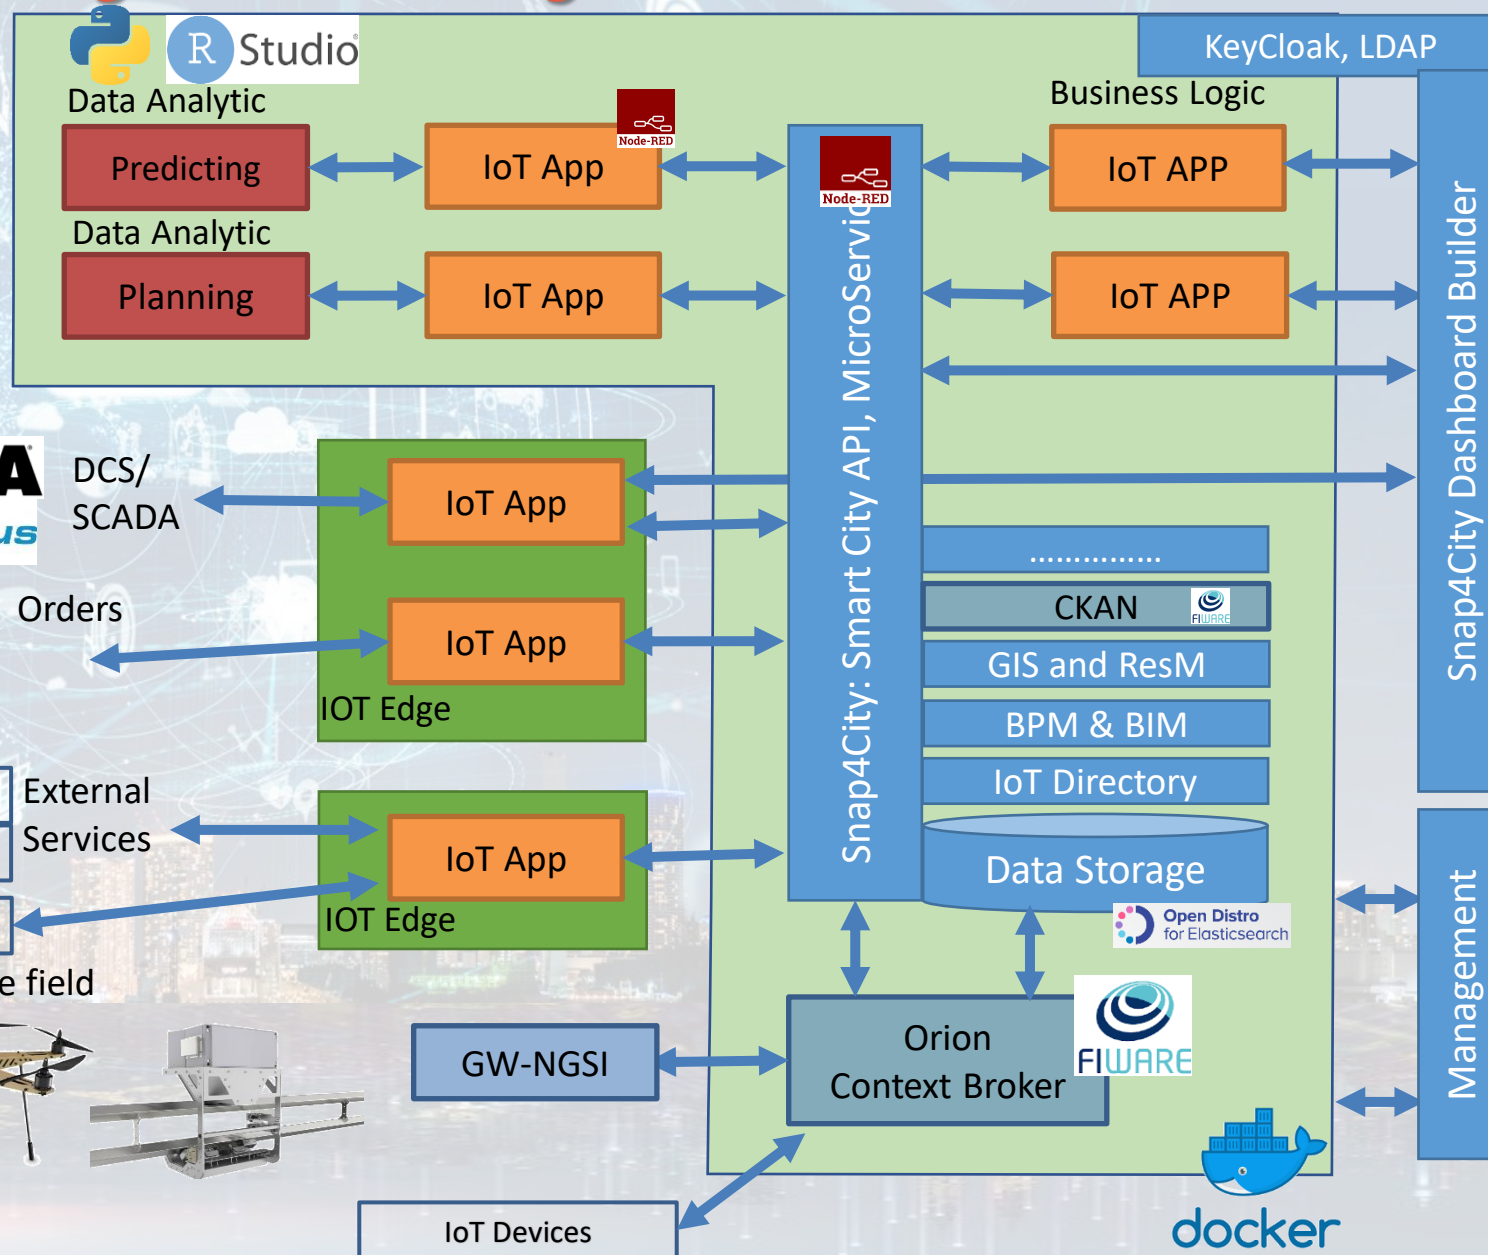 KeyCloak, LDAP
R Studio
Data Analytic
Business Logic
Predicting
IoT App
Node-RED
Node-RED
IoT APP
Data Analytic
Planning
IoT App
IoT APP
Snap4City: Smart City API, MicroServic
Snap4City Dashboard Builder
DCS/
SCADA
A
us
IoT App
Orders
IoT App
IOT Edge
...............
CKAN
FIWARE
GIS and ResM
BPM & BIM
IoT Directory
Data Storage
Open Distro
for Elasticsearch
External
Services
IoT App
IOT Edge
e field
GW-NGSI
Orion
Context Broker
FIWARE
Management
IoT Devices
docker